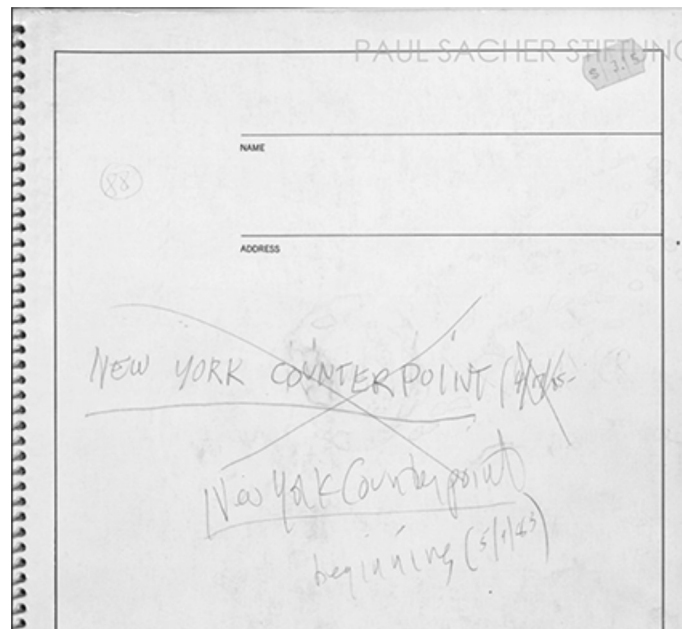 PAUL SACHER STIFTUNG
NAME
88
ADDRESS
NEW YORK COUNTERPOINT
New York Counterpoint
beginning (5/1/85)